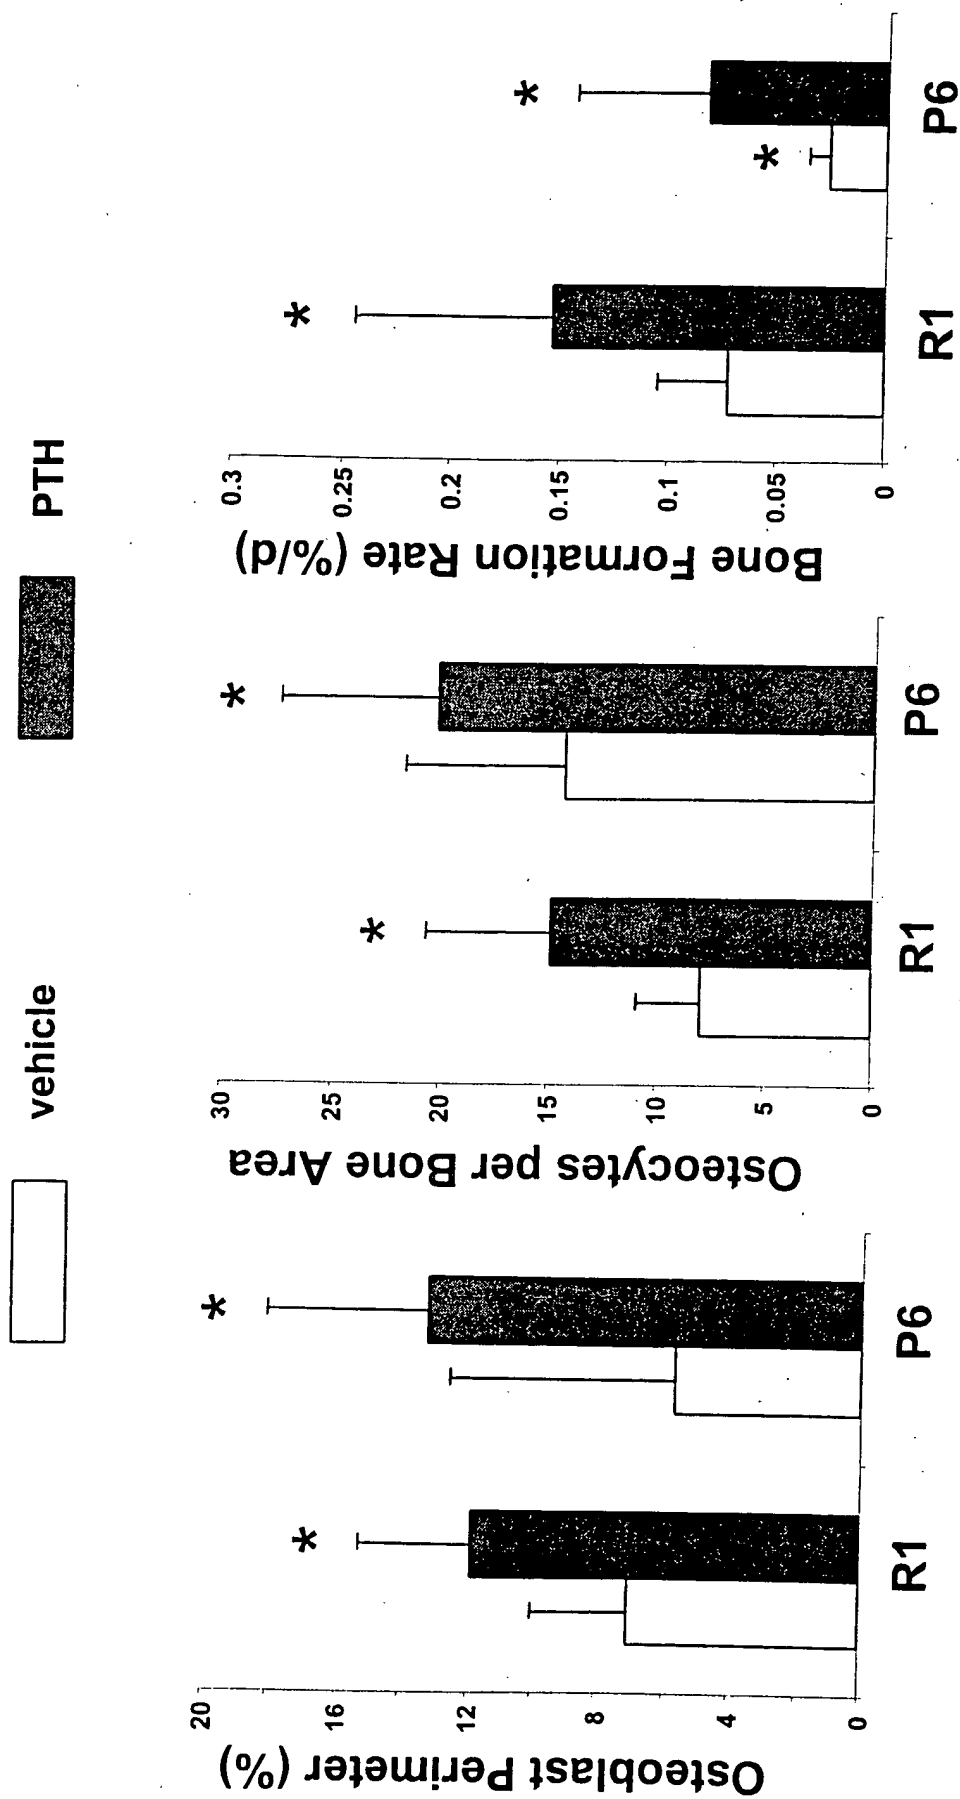 vehicle
PTH
Osteoblast Perimeter (%)
20
16
12
8
4
0
*
*
R1
P6
Osteocytes per Bone Area
30
25
20
15
10
5
0
*
*
R1
P6
Bone Formation Rate (%/d)
0.3
0.25
0.2
0.15
0.1
0.05
0
*
*
*
R1
P6